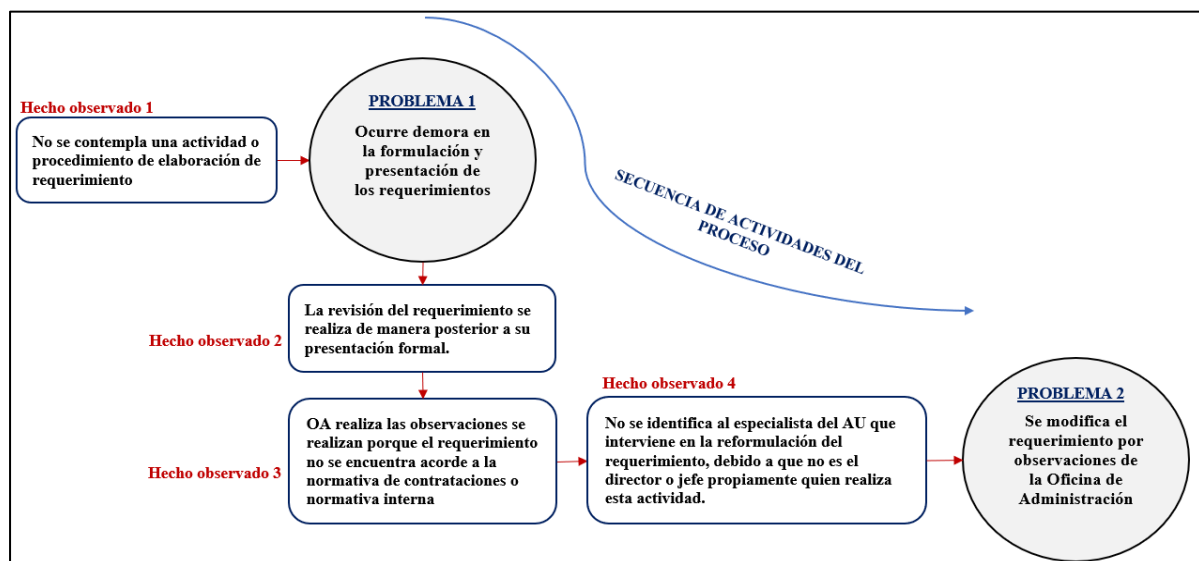 Hecho observado 1
No se contempla una actividad o
procedimiento de elaboración de
requerimiento
PROBLEMA 1
Ocurre demora en
la formulación y
presentación de
los requerimientos
SECUENCIA DE ACTIVIDADES DEL
PROCESO
Hecho observado 2
La revisión del requerimiento se
realiza de manera posterior a su
presentación formal.
Hecho observado 3
OA realiza las observaciones se
realizan porque el requerimiento
no se encuentra acorde a la
normativa de contrataciones o
normativa interna
Hecho observado 4
No se identifica al especialista del AU que
interviene en la reformulación del
requerimiento, debido a que no es el
director o jefe propiamente quien realiza
esta actividad.
PROBLEMA 2
Se modifica el
requerimiento por
observaciones de
la Oficina de
Administración